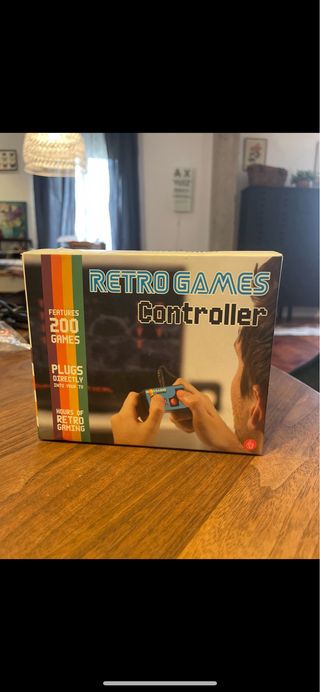 RETRO GAMES
Controller
FEATURES
200
GAMES
PLUGS
DIRECTLY
INTO YOUR TV
HOURS OF
RETRO
GAMING